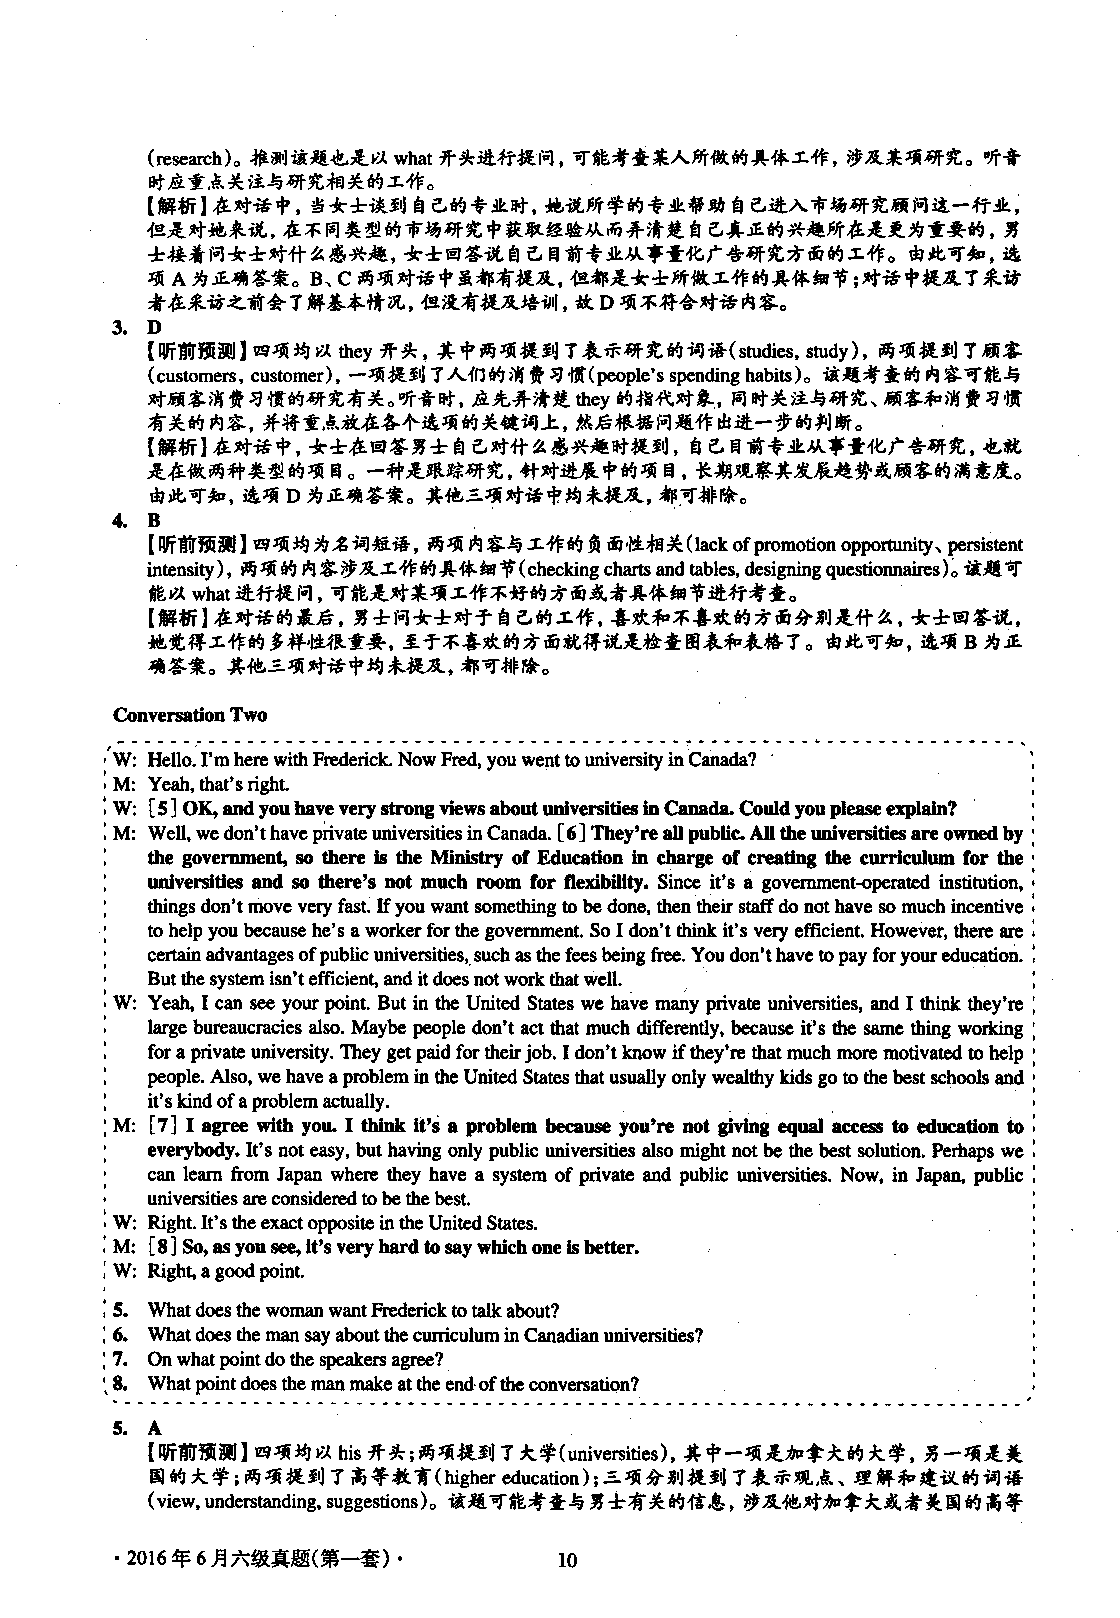 (research)。推测该题也是以 what 开头进行提问，可能考查某人所做的具体工作，涉及某项研究。听音
时应重点关注与研究相关的工作。
【解析】在对话中，当女士谈到自己的专业时，她说所学的专业帮助自己进入市场研究顾问这一行业，
但是对她来说，在不同类型的市场研究中获取经验从而弄清楚自己真正的兴趣所在是更为重要的，男
士接着问女士对什么感兴趣，女士回答说自己目前专业从事量化广告研究方面的工作。由此可知，选
项 A 为正确答案。B、C 两项对话中虽都有提及，但都是女士所做工作的具体细节；对话中提及了采访
者在采访之前会了解基本情况，但没有提及培训，故 D 项不符合对话内容。
3. D
【听前预测】四项均以 they 开头，其中两项提到了表示研究的词语(studies, study)，两项提到了顾客
(customers, customer)，一项提到了人们的消费习惯(people's spending habits)。该题考查的内容可能与
对顾客消费习惯的研究有关。听音时，应先弄清楚 they 的指代对象，同时关注与研究、顾客和消费习惯
有关的内容，并将重点放在各个选项的关键词上，然后根据问题作出进一步的判断。
【解析】在对话中，女士在回答男士自己对什么感兴趣时提到，自己目前专业从事量化广告研究，也就
是在做两种类型的项目。一种是跟踪研究，针对进展中的项目，长期观察其发展趋势或顾客的满意度。
由此可知，选项 D 为正确答案。其他三项对话中均未提及，都可排除。
4. B
【听前预测】四项均为名词短语，两项内容与工作的负面性相关(lack of promotion opportunity、persistent
intensity)，两项的内容涉及工作的具体细节(checking charts and tables, designing questionnaires)。该题可
能以 what 进行提问，可能是对某项工作不好的方面或者具体细节进行考查。
【解析】在对话的最后，男士问女士对于自己的工作，喜欢和不喜欢的方面分别是什么，女士回答说，
她觉得工作的多样性很重要，至于不喜欢的方面就得说是检查图表和表格了。由此可知，选项 B 为正
确答案。其他三项对话中均未提及，都可排除。
Conversation Two
W: Hello. I'm here with Frederick. Now Fred, you went to university in Canada?
M: Yeah, that's right.
W: [5] OK, and you have very strong views about universities in Canada. Could you please explain?
M: Well, we don't have private universities in Canada. [6] They're all public. All the universities are owned by
the government, so there is the Ministry of Education in charge of creating the curriculum for the
universities and so there's not much room for flexibility. Since it's a government-operated institution,
things don't move very fast. If you want something to be done, then their staff do not have so much incentive
to help you because he's a worker for the government. So I don't think it's very efficient. However, there are
certain advantages of public universities, such as the fees being free. You don't have to pay for your education.
But the system isn't efficient, and it does not work that well.
W: Yeah, I can see your point. But in the United States we have many private universities, and I think they're
large bureaucracies also. Maybe people don't act that much differently, because it's the same thing working
for a private university. They get paid for their job. I don't know if they're that much more motivated to help
people. Also, we have a problem in the United States that usually only wealthy kids go to the best schools and
it's kind of a problem actually.
M: [7] I agree with you. I think it's a problem because you're not giving equal access to education to
everybody. It's not easy, but having only public universities also might not be the best solution. Perhaps we
can learn from Japan where they have a system of private and public universities. Now, in Japan, public
universities are considered to be the best.
W: Right. It's the exact opposite in the United States.
M: [8] So, as you see, it's very hard to say which one is better.
W: Right, a good point.
5. What does the woman want Frederick to talk about?
6. What does the man say about the curriculum in Canadian universities?
7. On what point do the speakers agree?
8. What point does the man make at the end of the conversation?
5. A
【听前预测】四项均以 his 开头；两项提到了大学(universities)，其中一项是加拿大的大学，另一项是美
国的大学；两项提到了高等教育(higher education)；三项分别提到了表示观点、理解和建议的词语
(view, understanding, suggestions)。该题可能考查与男士有关的信息，涉及他对加拿大或者美国的高等
·2016 年 6 月六级真题(第一套)· 10